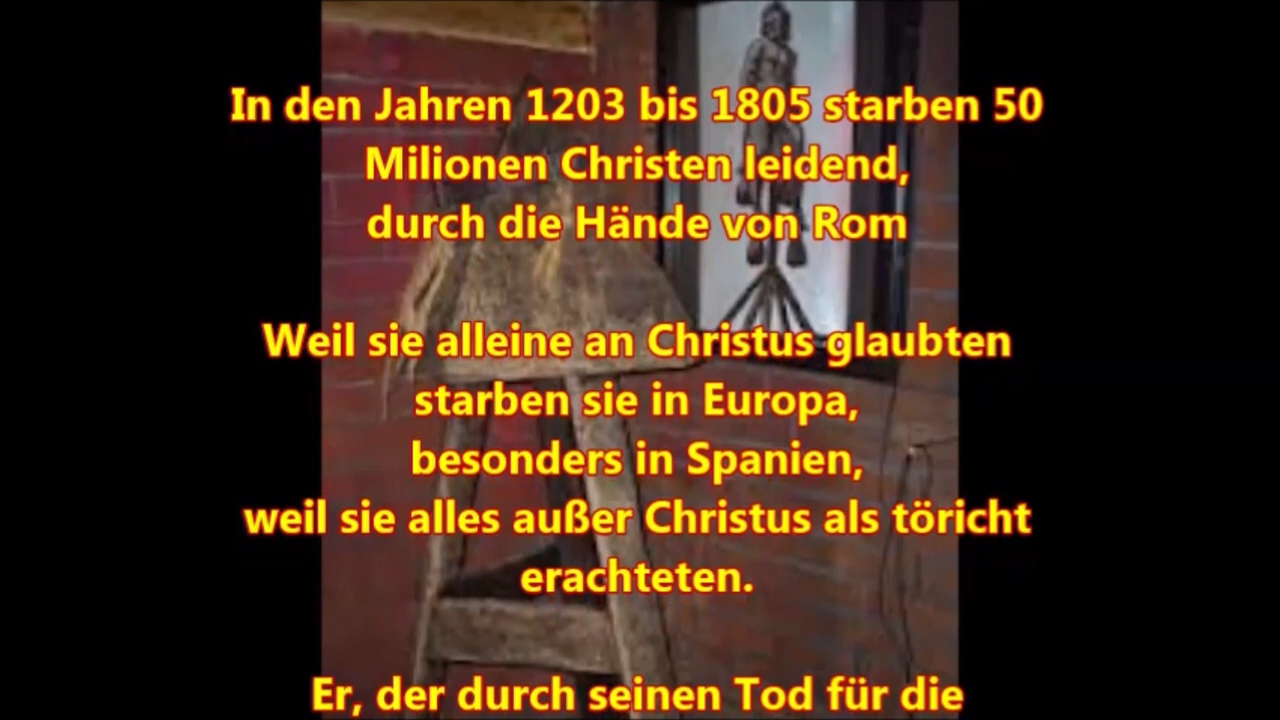 In den Jahren 1203 bis 1805 starben 50
Milionen Christen leidend,
durch die Hände von Rom
Weil sie alleine an Christus glaubten
starben sie in Europa,
besonders in Spanien,
weil sie alles außer Christus als töricht
erachteten.
Er, der durch seinen Tod für die